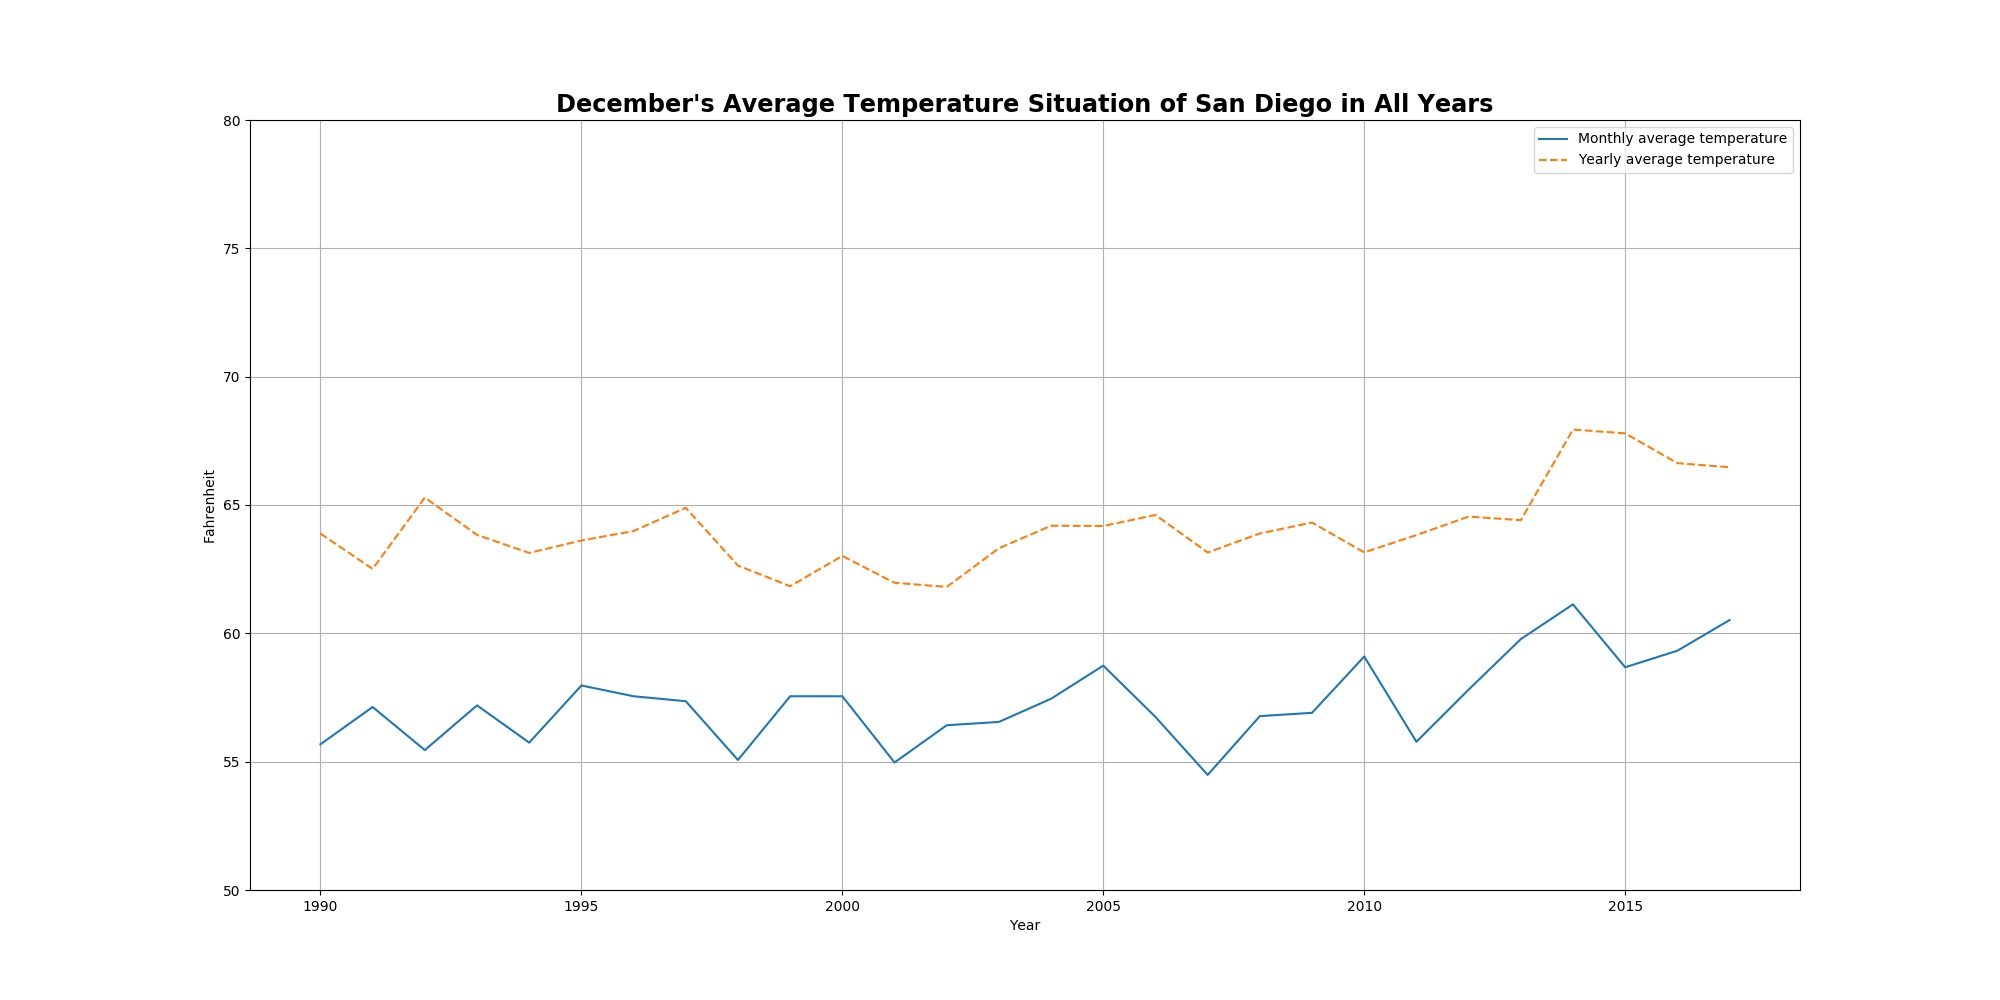 December's Average Temperature Situation of San Diego in All Years
Monthly average temperature
Yearly average temperature
80
75
70
65
60
55
50
Fahrenheit
1990 1995 2000 2005 2010 2015
Year